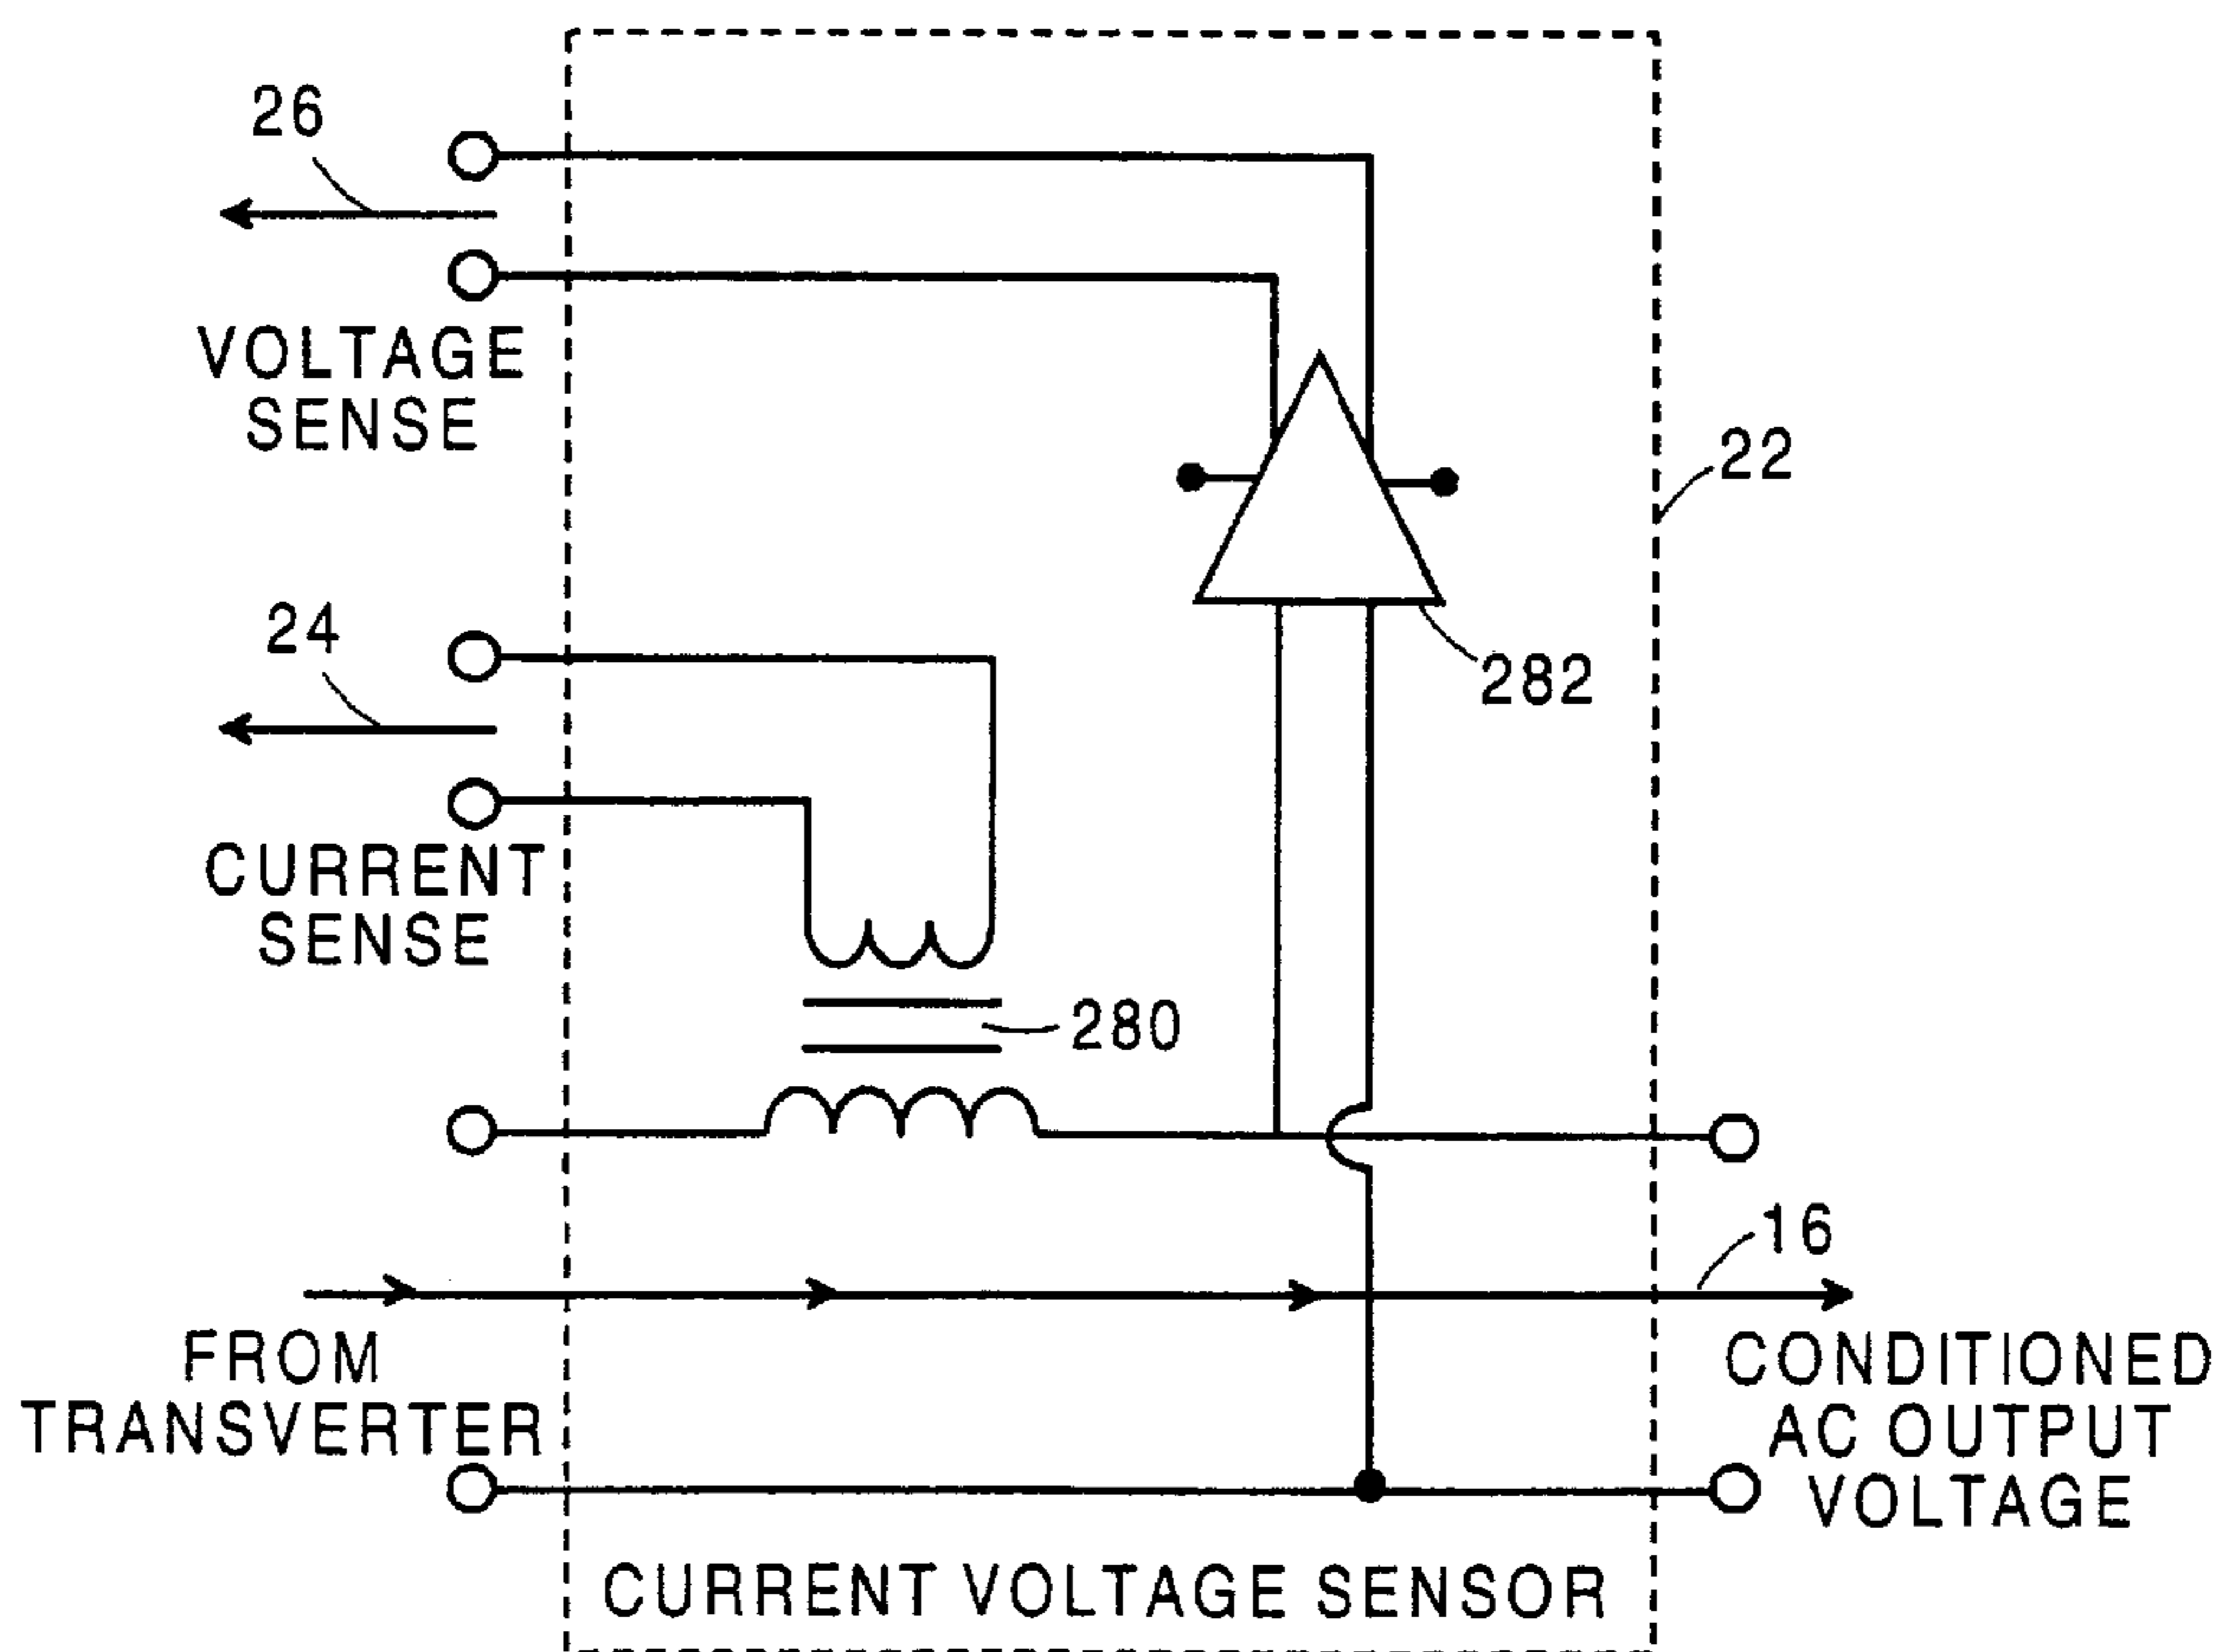 26
VOLTAGE
SENSE
22
24
282
CURRENT
SENSE
280
16
FROM
TRANSVERTER
CONDITIONED
AC OUTPUT
VOLTAGE
CURRENT VOLTAGE SENSOR